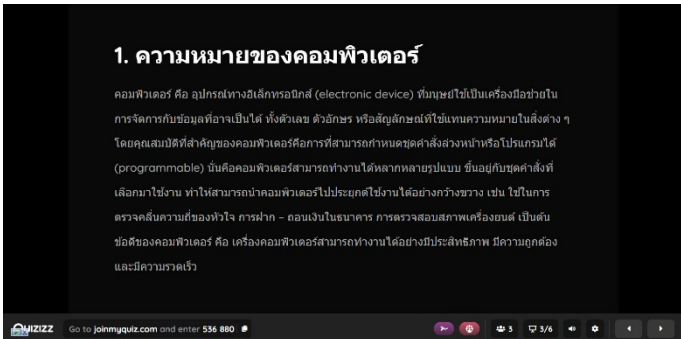 1. ความหมายของคอมพิวเตอร์
คอมพิวเตอร์ คือ อุปกรณ์ทางอิเล็กทรอนิกส์ (electronic device) ที่มนุษย์ใช้เป็นเครื่องมือช่วยใน
การจัดการกับข้อมูลที่อาจเป็นได้ ทั้งตัวเลข ตัวอักษร หรือสัญลักษณ์ที่ใช้แทนความหมายในสิ่งต่าง ๆ
โดยคุณสมบัติที่สำคัญของคอมพิวเตอร์คือการที่สามารถกำหนดชุดคำสั่งล่วงหน้าหรือโปรแกรมได้
(programmable) นั่นคือคอมพิวเตอร์สามารถทำงานได้หลากหลายรูปแบบ ขึ้นอยู่กับชุดคำสั่งที่
เลือกมาใช้งาน ทำให้สามารถนำคอมพิวเตอร์ไปประยุกต์ใช้งานได้อย่างกว้างขวาง เช่น ใช้ในการ
ตรวจคลื่นความถี่ของหัวใจ การฝาก – ถอนเงินในธนาคาร การตรวจสอบสภาพเครื่องยนต์ เป็นต้น
ข้อดีของคอมพิวเตอร์ คือ เครื่องคอมพิวเตอร์สามารถทำงานได้อย่างมีประสิทธิภาพ มีความถูกต้อง
และมีความรวดเร็ว
QUIZIZZ Go to joinmyquiz.com and enter 536 880 3 3/6